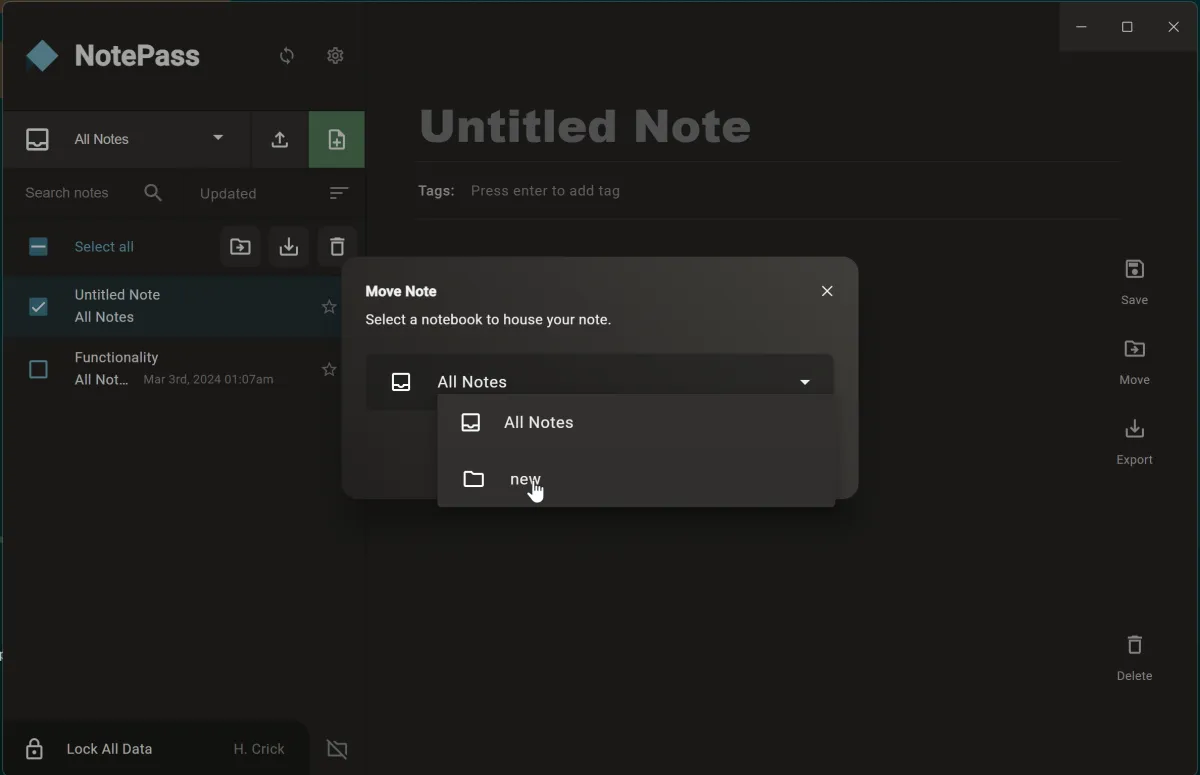 NotePass
All Notes
Search notes
Updated
Select all
Untitled Note
All Notes
Functionality
All Not... Mar 3rd, 2024 01:07am
Lock All Data
H. Crick
Untitled Note
Tags: Press enter to add tag
Move Note
Select a notebook to house your note.
All Notes
All Notes
new
Save
Move
Export
Delete